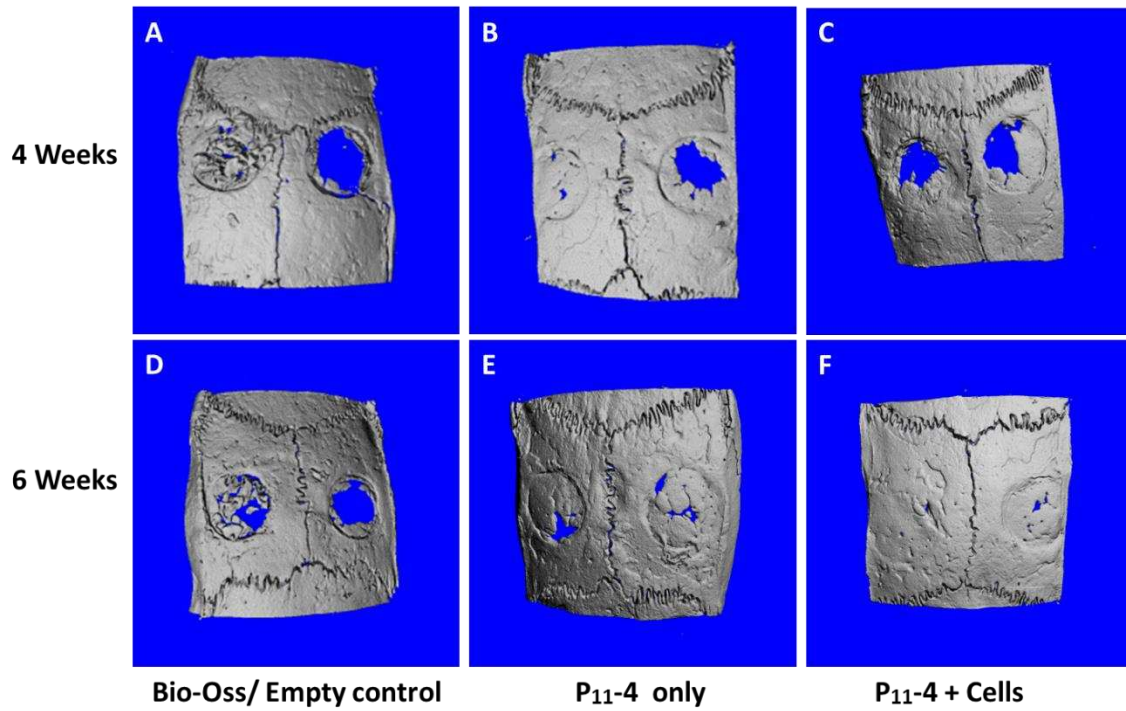 A
B
C
4 Weeks
D
E
F
6 Weeks
Bio-Oss/ Empty control
P₁₁-4 only
P₁₁-4 + Cells